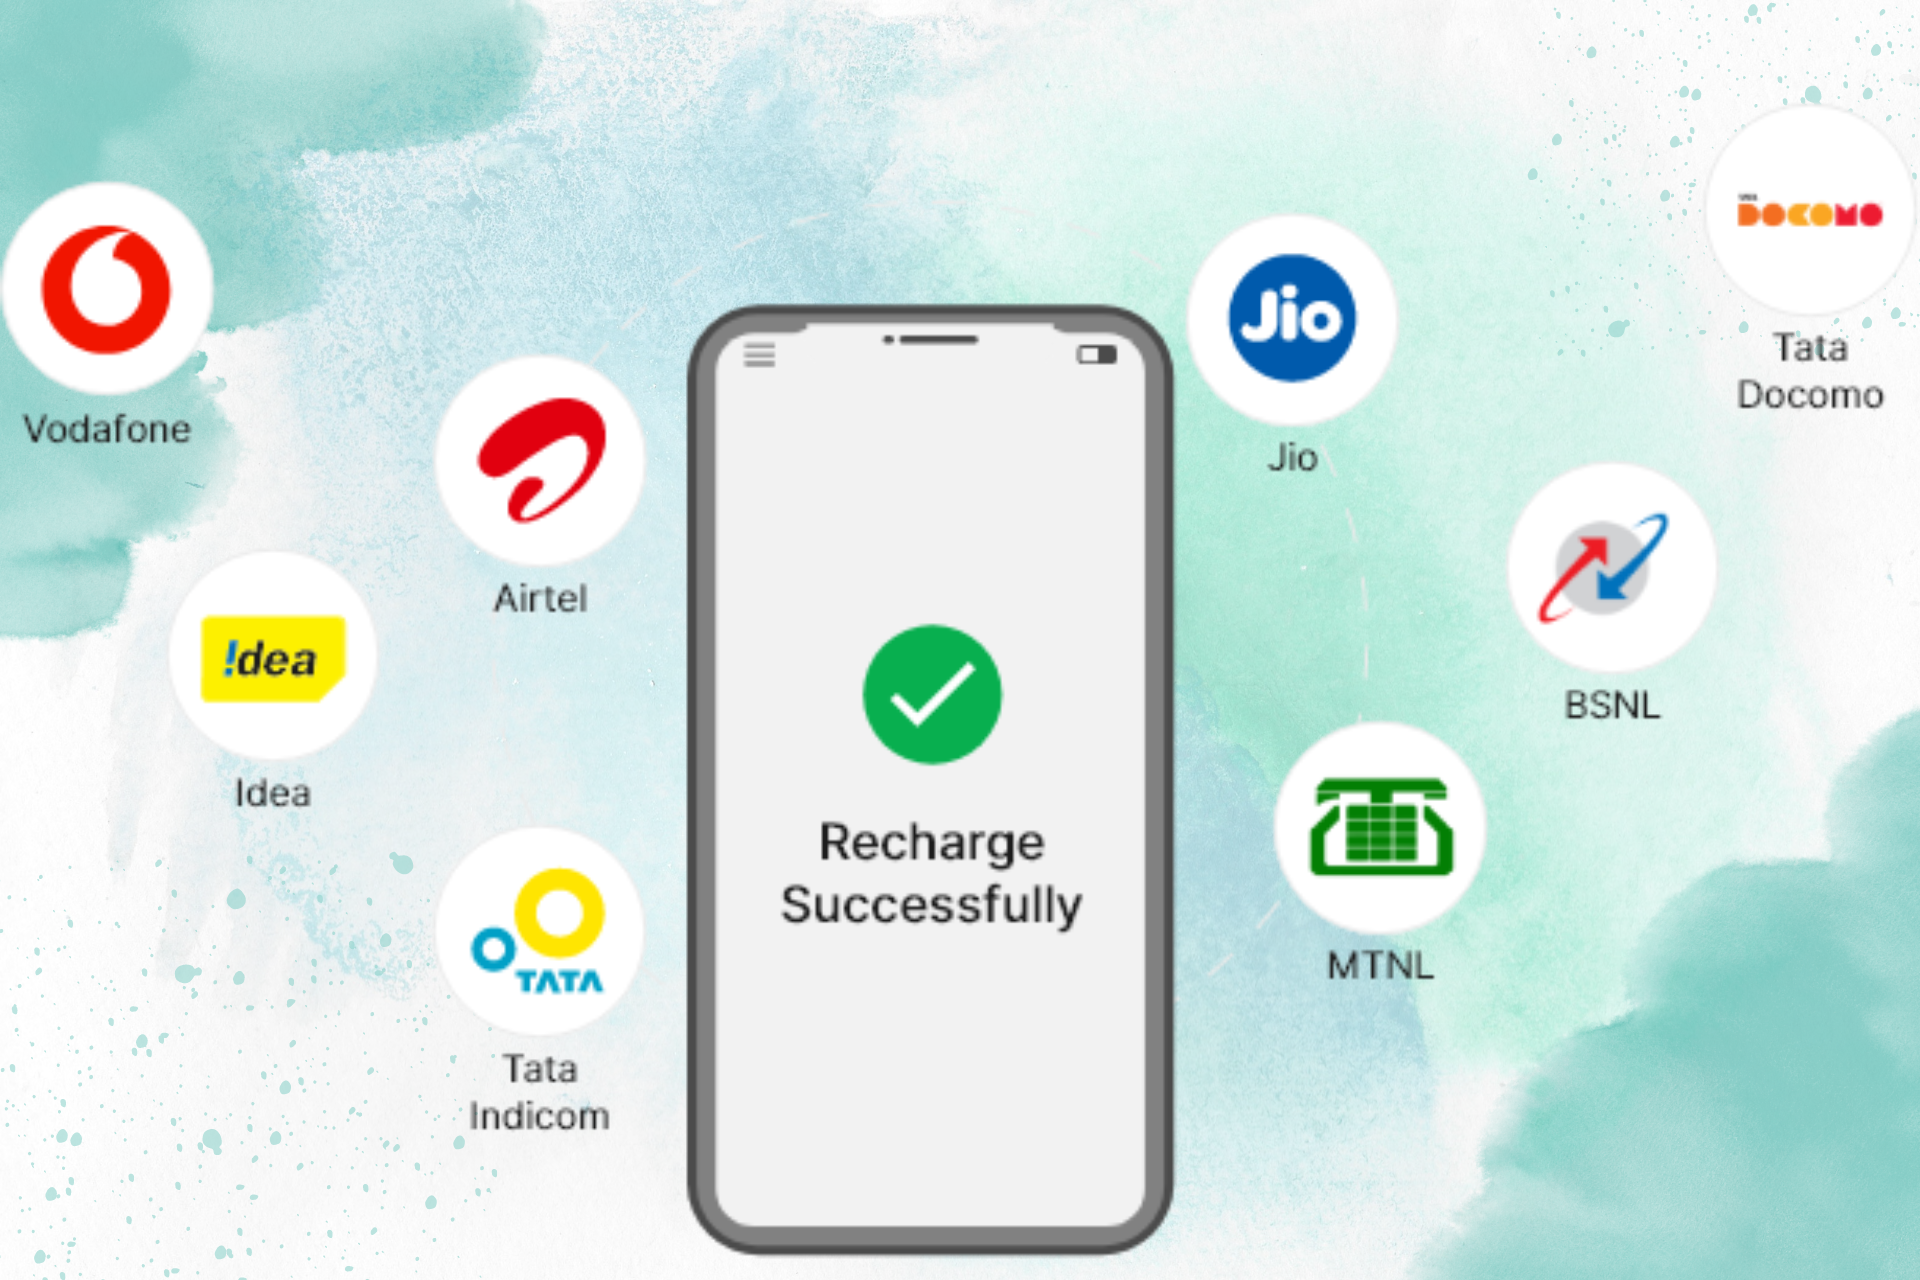 Vodafone
Airtel
!dea
Idea
TATA
Tata
Indicom
Recharge
Successfully
Jio
Jio
DOCOMO
Tata
Docomo
BSNL
MTNL